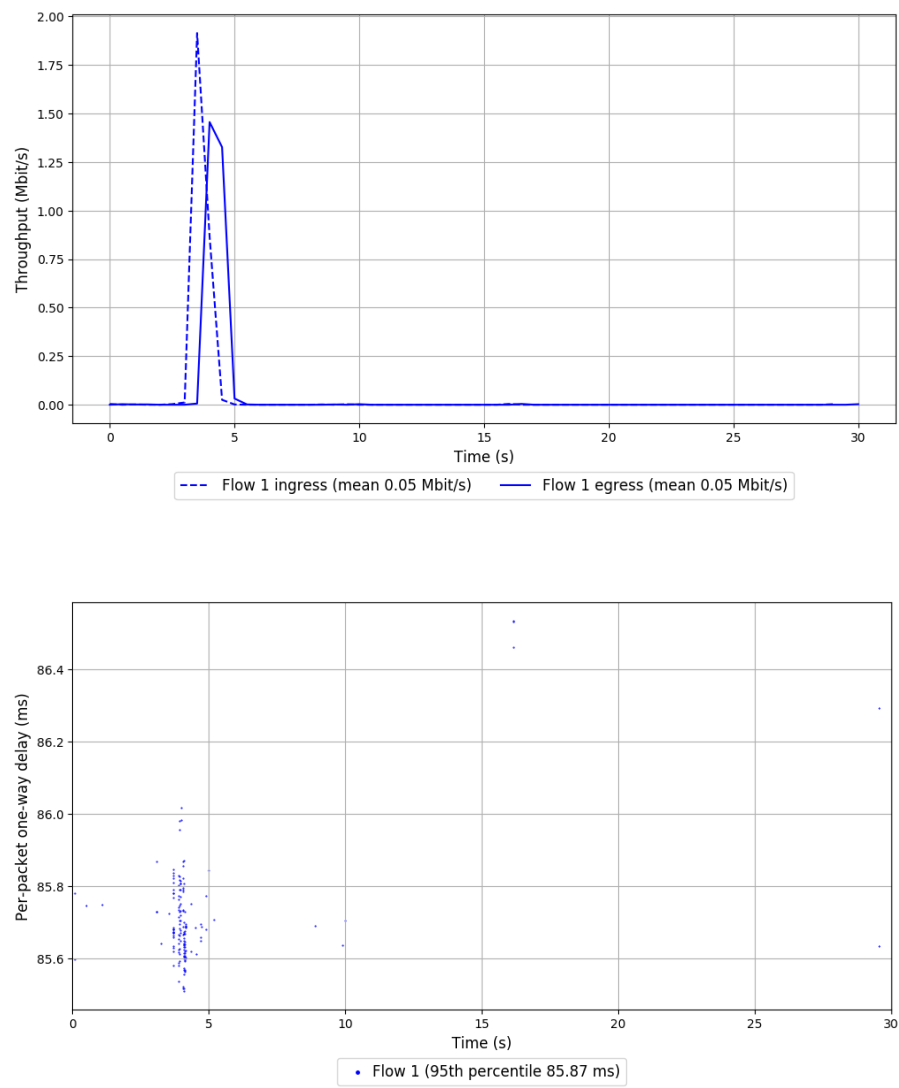 2.00
1.75
1.50
1.25
1.00
0.75
0.50
0.25
0.00
Throughput (Mbit/s)
0 5 10 15 20 25 30
Time (s)
Flow 1 ingress (mean 0.05 Mbit/s) Flow 1 egress (mean 0.05 Mbit/s)
86.4
86.2
86.0
85.8
85.6
Per-packet one-way delay (ms)
0 5 10 15 20 25 30
Time (s)
Flow 1 (95th percentile 85.87 ms)